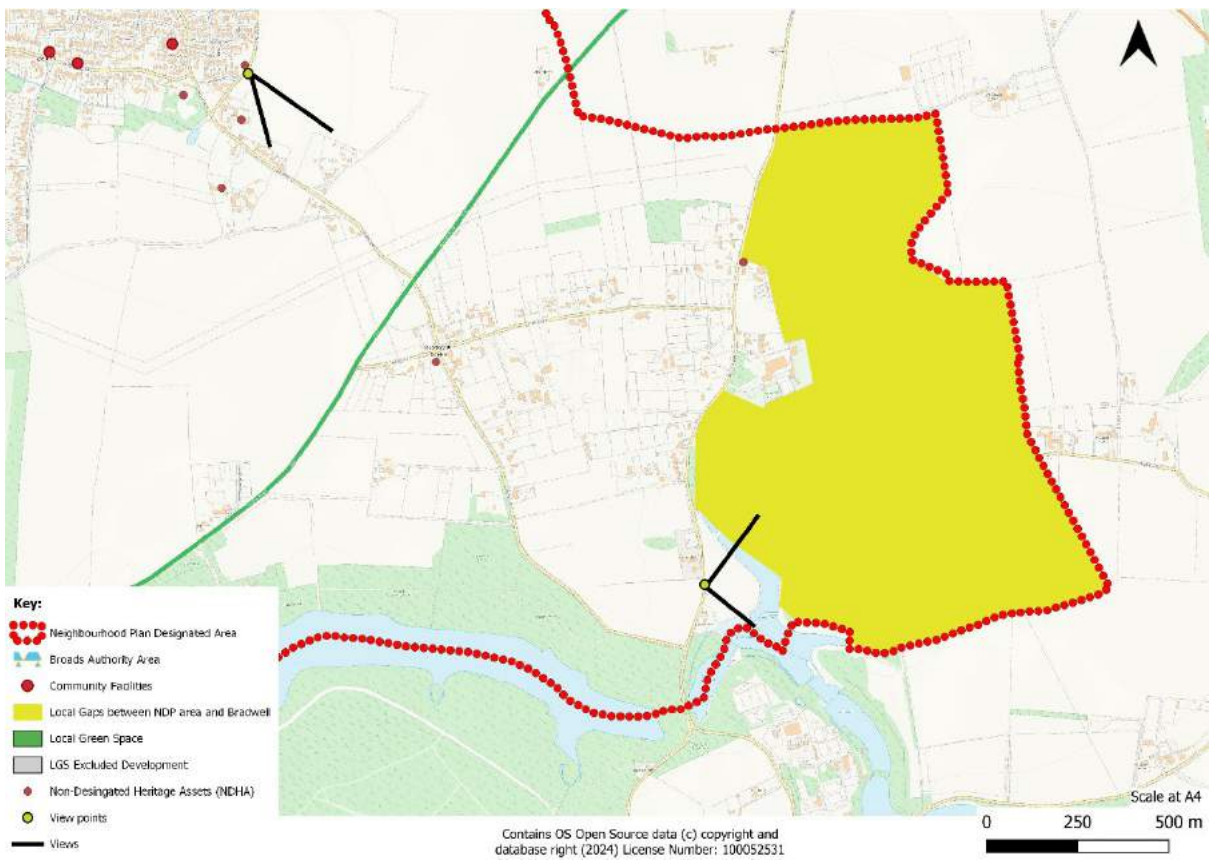 Key:
Neighbourhood Plan Designated Area
Broads Authority Area
Community Facilities
Local Gaps between NDP area and Bradwell
Local Green Space
LGS Excluded Development
Non-Desingated Heritage Assets (NDHA)
View points
Views
Contains OS Open Source data (c) copyright and
database right (2024) License Number: 100052531
Scale at A4
0 250 500 m